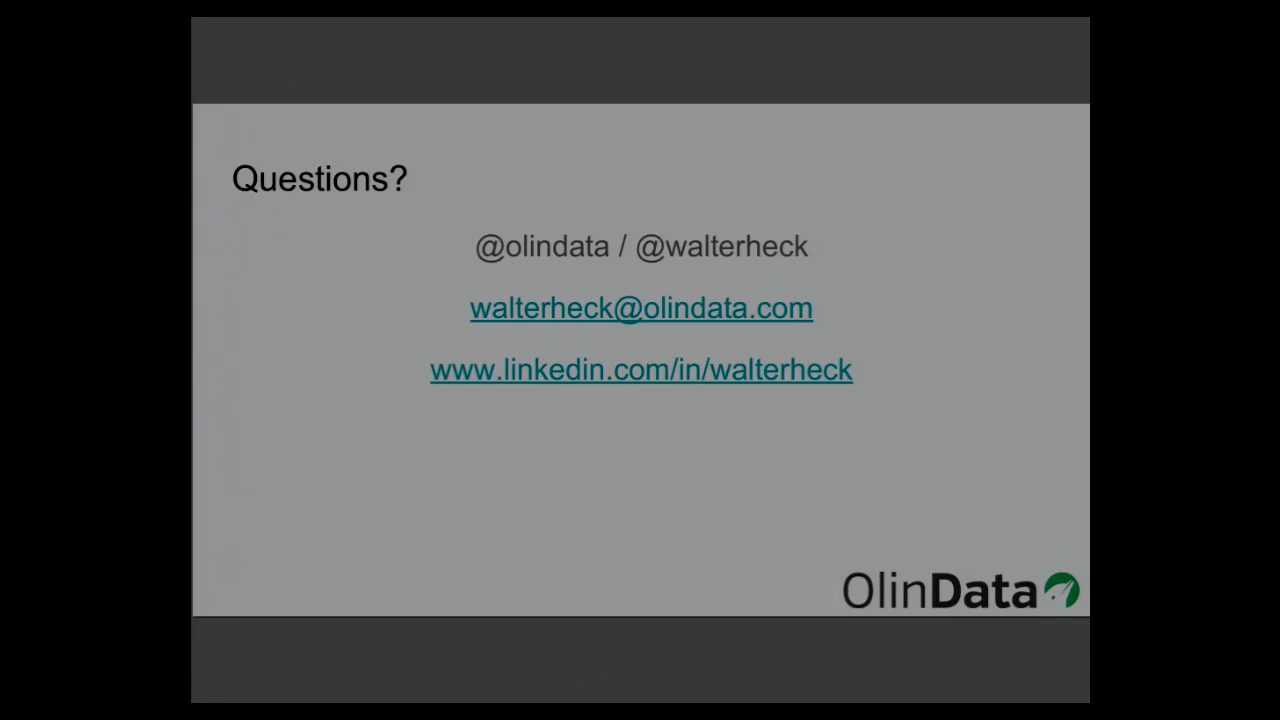 Questions?
@olindata / @walterheck
walterheck@olindata.com
www.linkedin.com/in/walterheck
OlinData